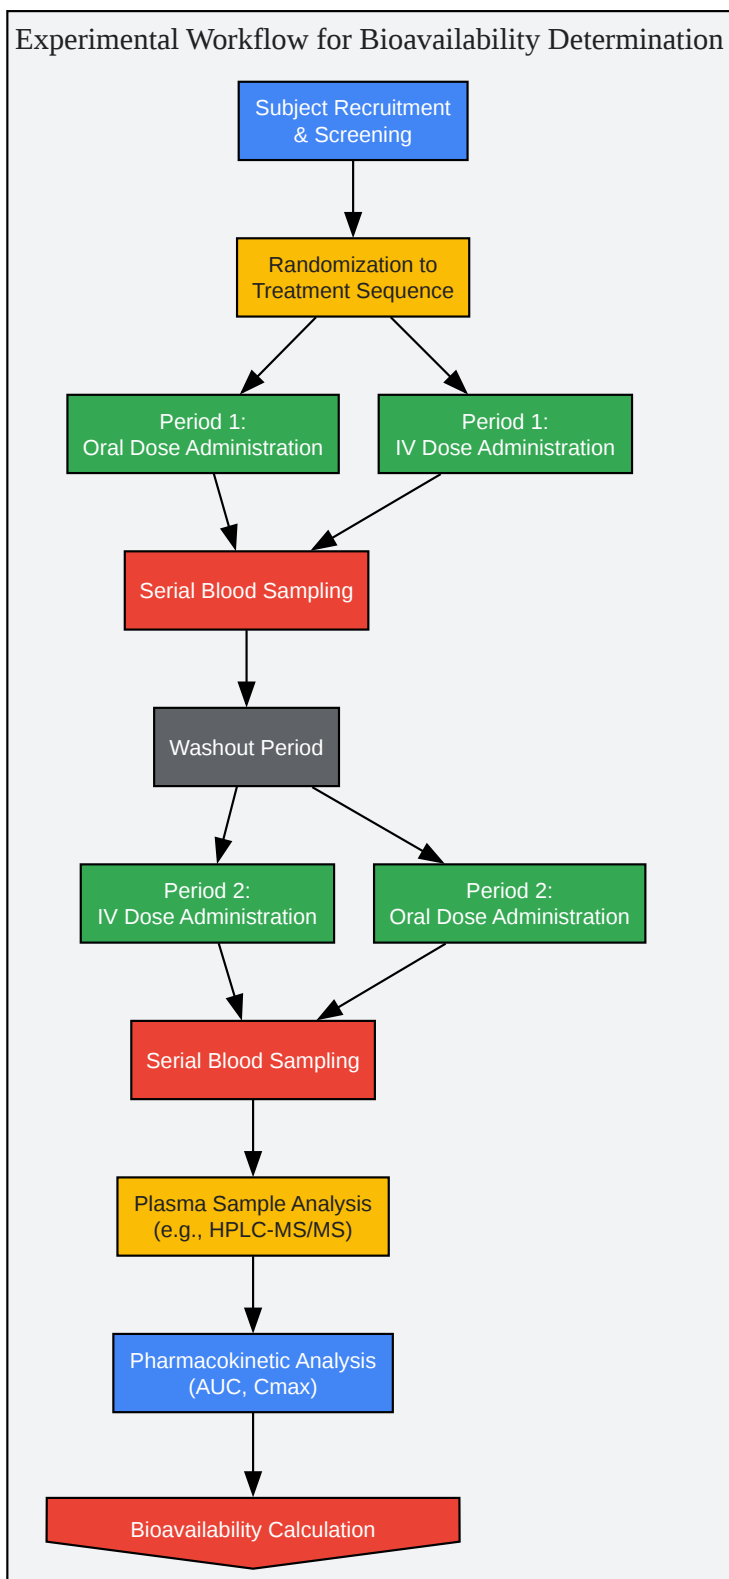 Experimental Workflow for Bioavailability Determination
Subject Recruitment
& Screening
Randomization to
Treatment Sequence
Period 1:
Oral Dose Administration
Period 1:
IV Dose Administration
Serial Blood Sampling
Washout Period
Period 2:
IV Dose Administration
Period 2:
Oral Dose Administration
Serial Blood Sampling
Plasma Sample Analysis
(e.g., HPLC-MS/MS)
Pharmacokinetic Analysis
(AUC, Cmax)
Bioavailability Calculation